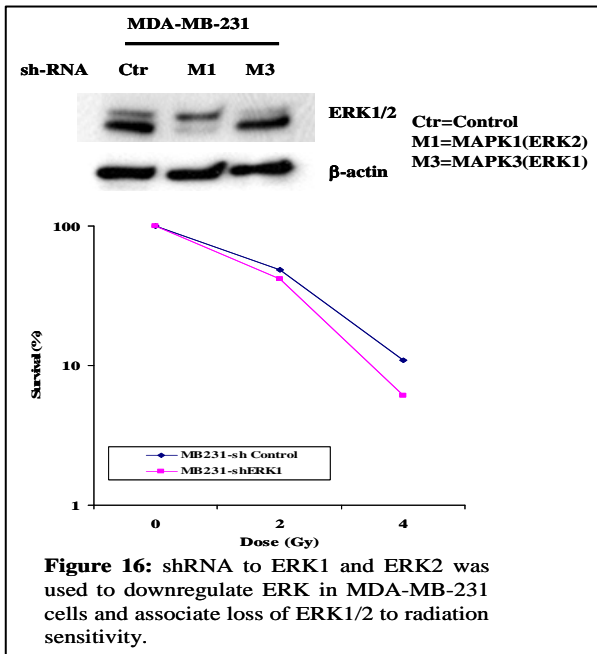 MDA-MB-231
sh-RNA Ctr M1 M3
ERK1/2
β-actin
Ctr=Control
M1=MAPK1(ERK2)
M3=MAPK3(ERK1)
100
10
1
Survival (%)
MB231-sh Control
MB231-shERK1
0 2 4
Dose (Gy)
Figure 16: shRNA to ERK1 and ERK2 was
used to downregulate ERK in MDA-MB-231
cells and associate loss of ERK1/2 to radiation
sensitivity.